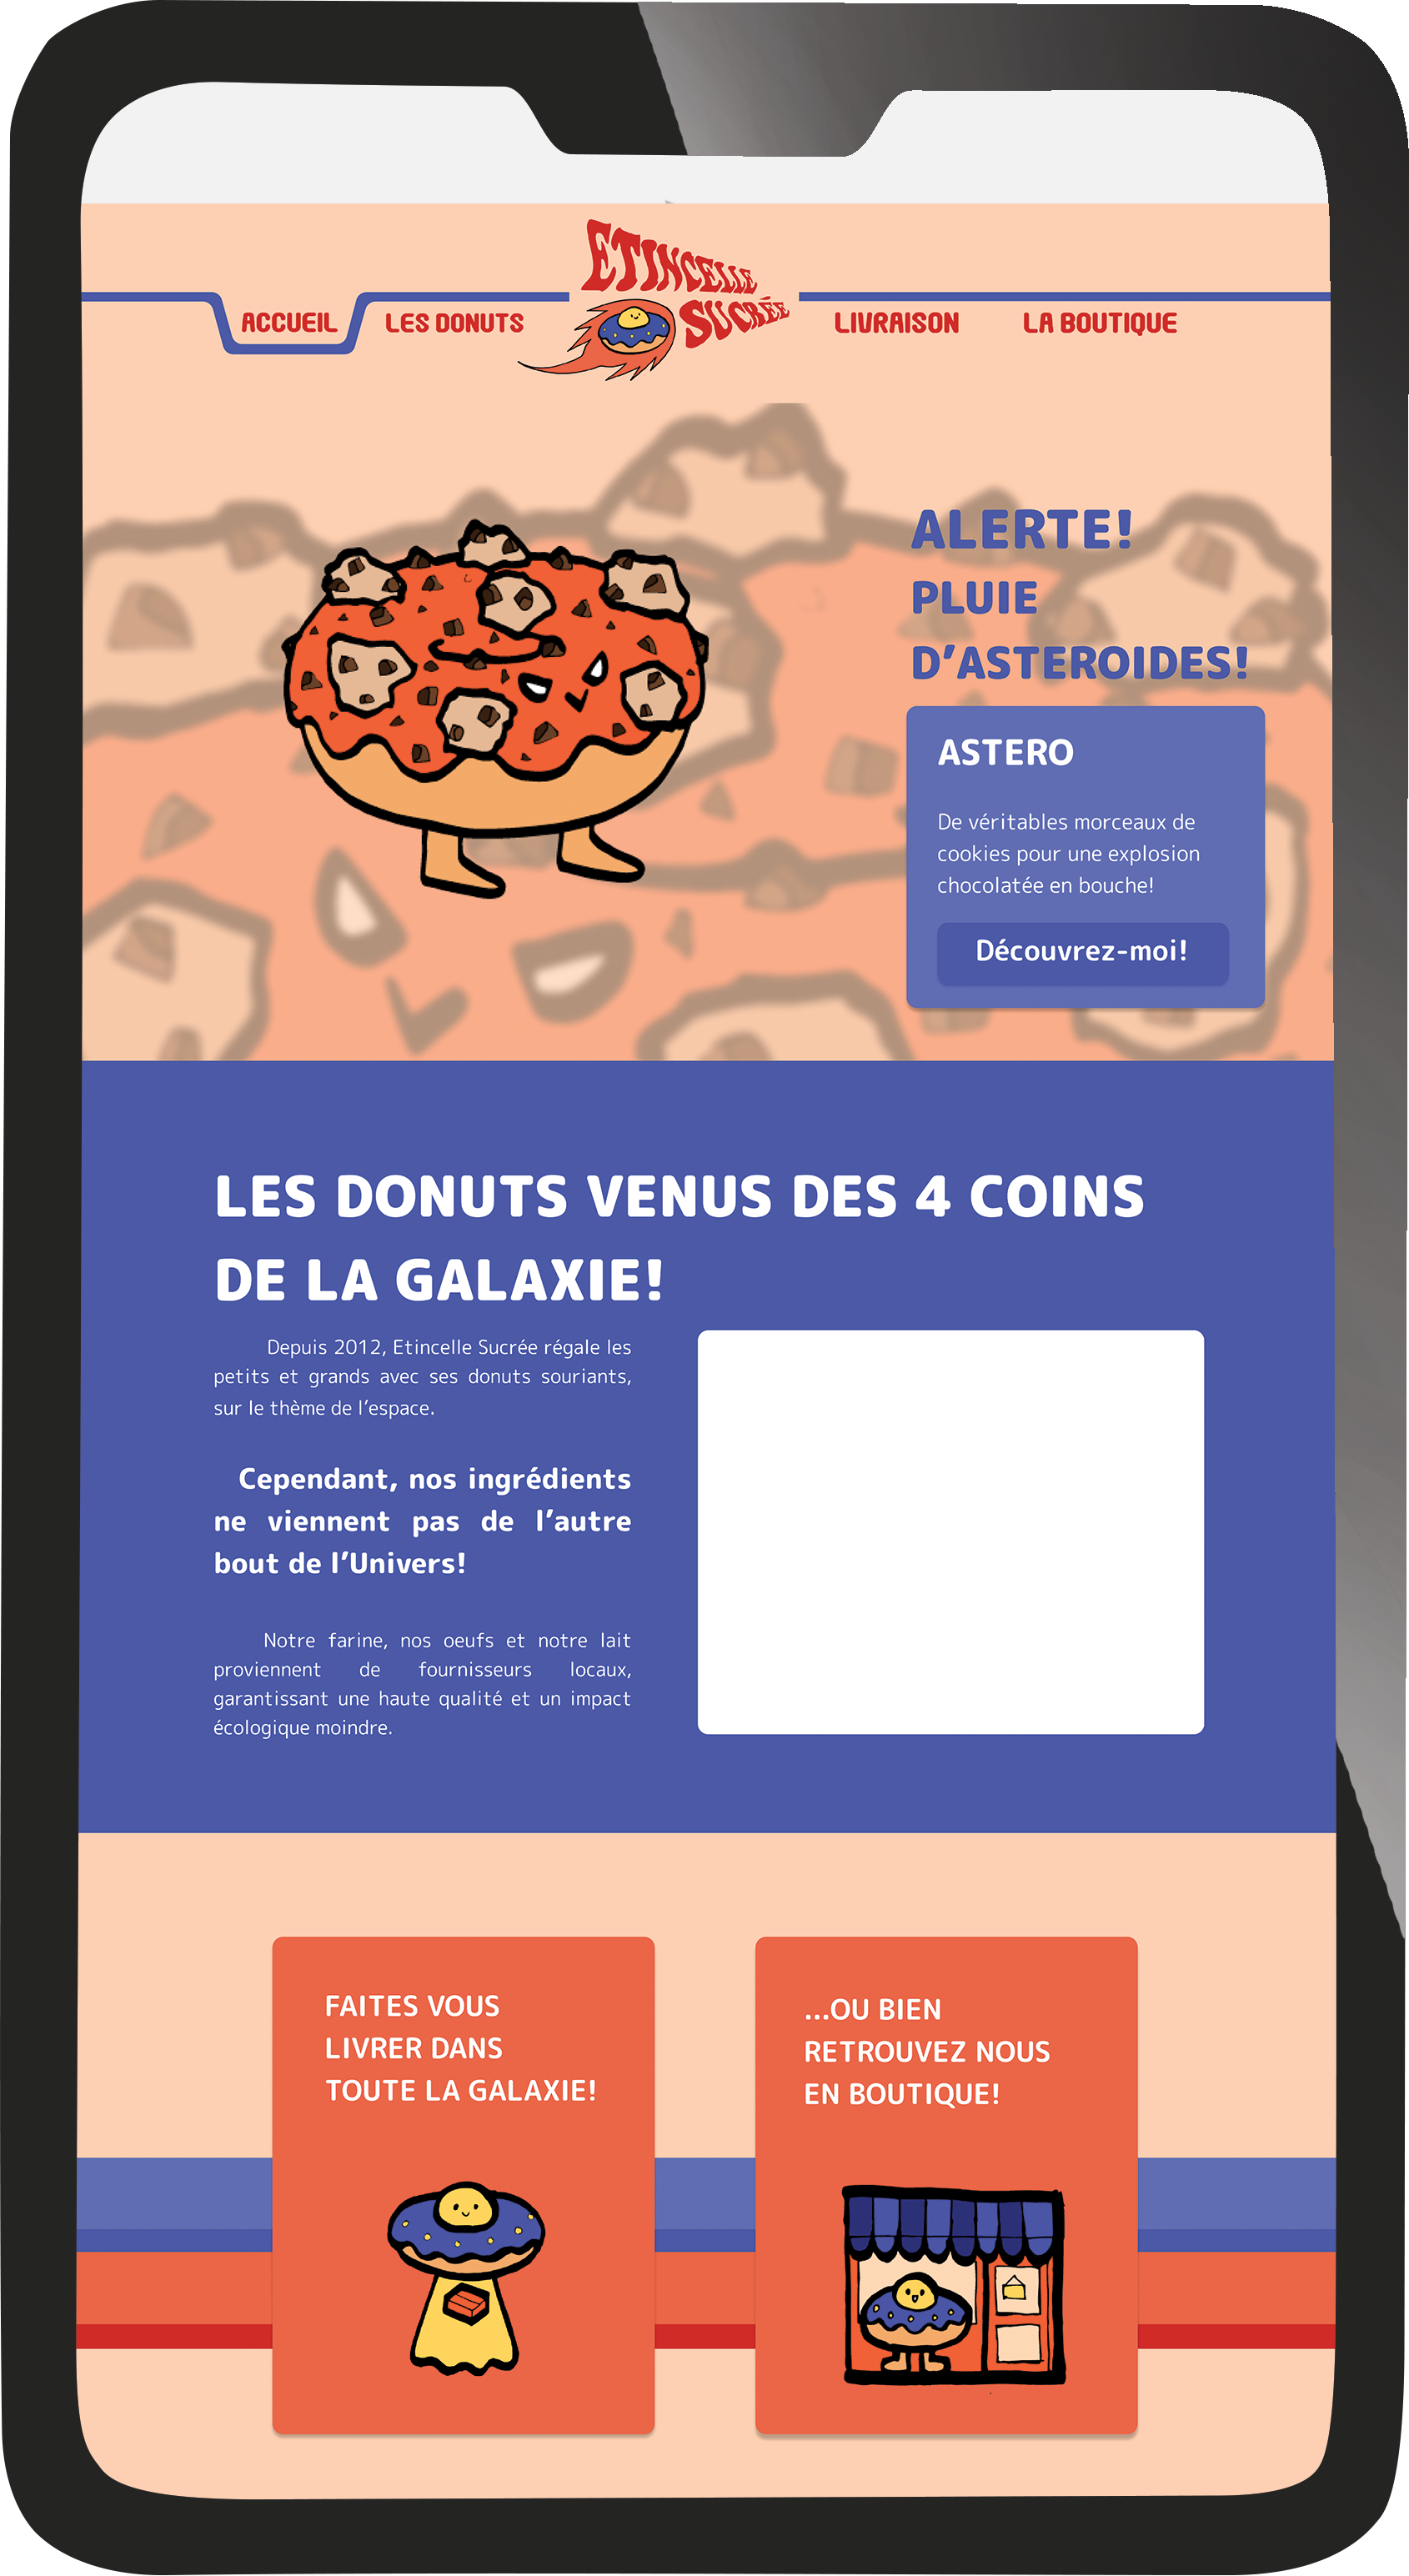 ETINCELLE
SUCRÉE
ACCUEIL
LES DONUTS
LIVRAISON
LA BOUTIQUE
ALERTE!
PLUIE
D’ASTEROIDES!
ASTERO
De véritables morceaux de
cookies pour une explosion
chocolatée en bouche!
Découvrez-moi!
LES DONUTS VENUS DES 4 COINS
DE LA GALAXIE!
Depuis 2012, Etincelle Sucrée régale les
petits et grands avec ses donuts souriants,
sur le thème de l’espace.
Cependant, nos ingrédients
ne viennent pas de l’autre
bout de l’Univers!
Notre farine, nos oeufs et notre lait
proviennent de fournisseurs locaux,
garantissant une haute qualité et un impact
écologique moindre.
FAITES VOUS
LIVRER DANS
TOUTE LA GALAXIE!
...OU BIEN
RETROUVEZ NOUS
EN BOUTIQUE!